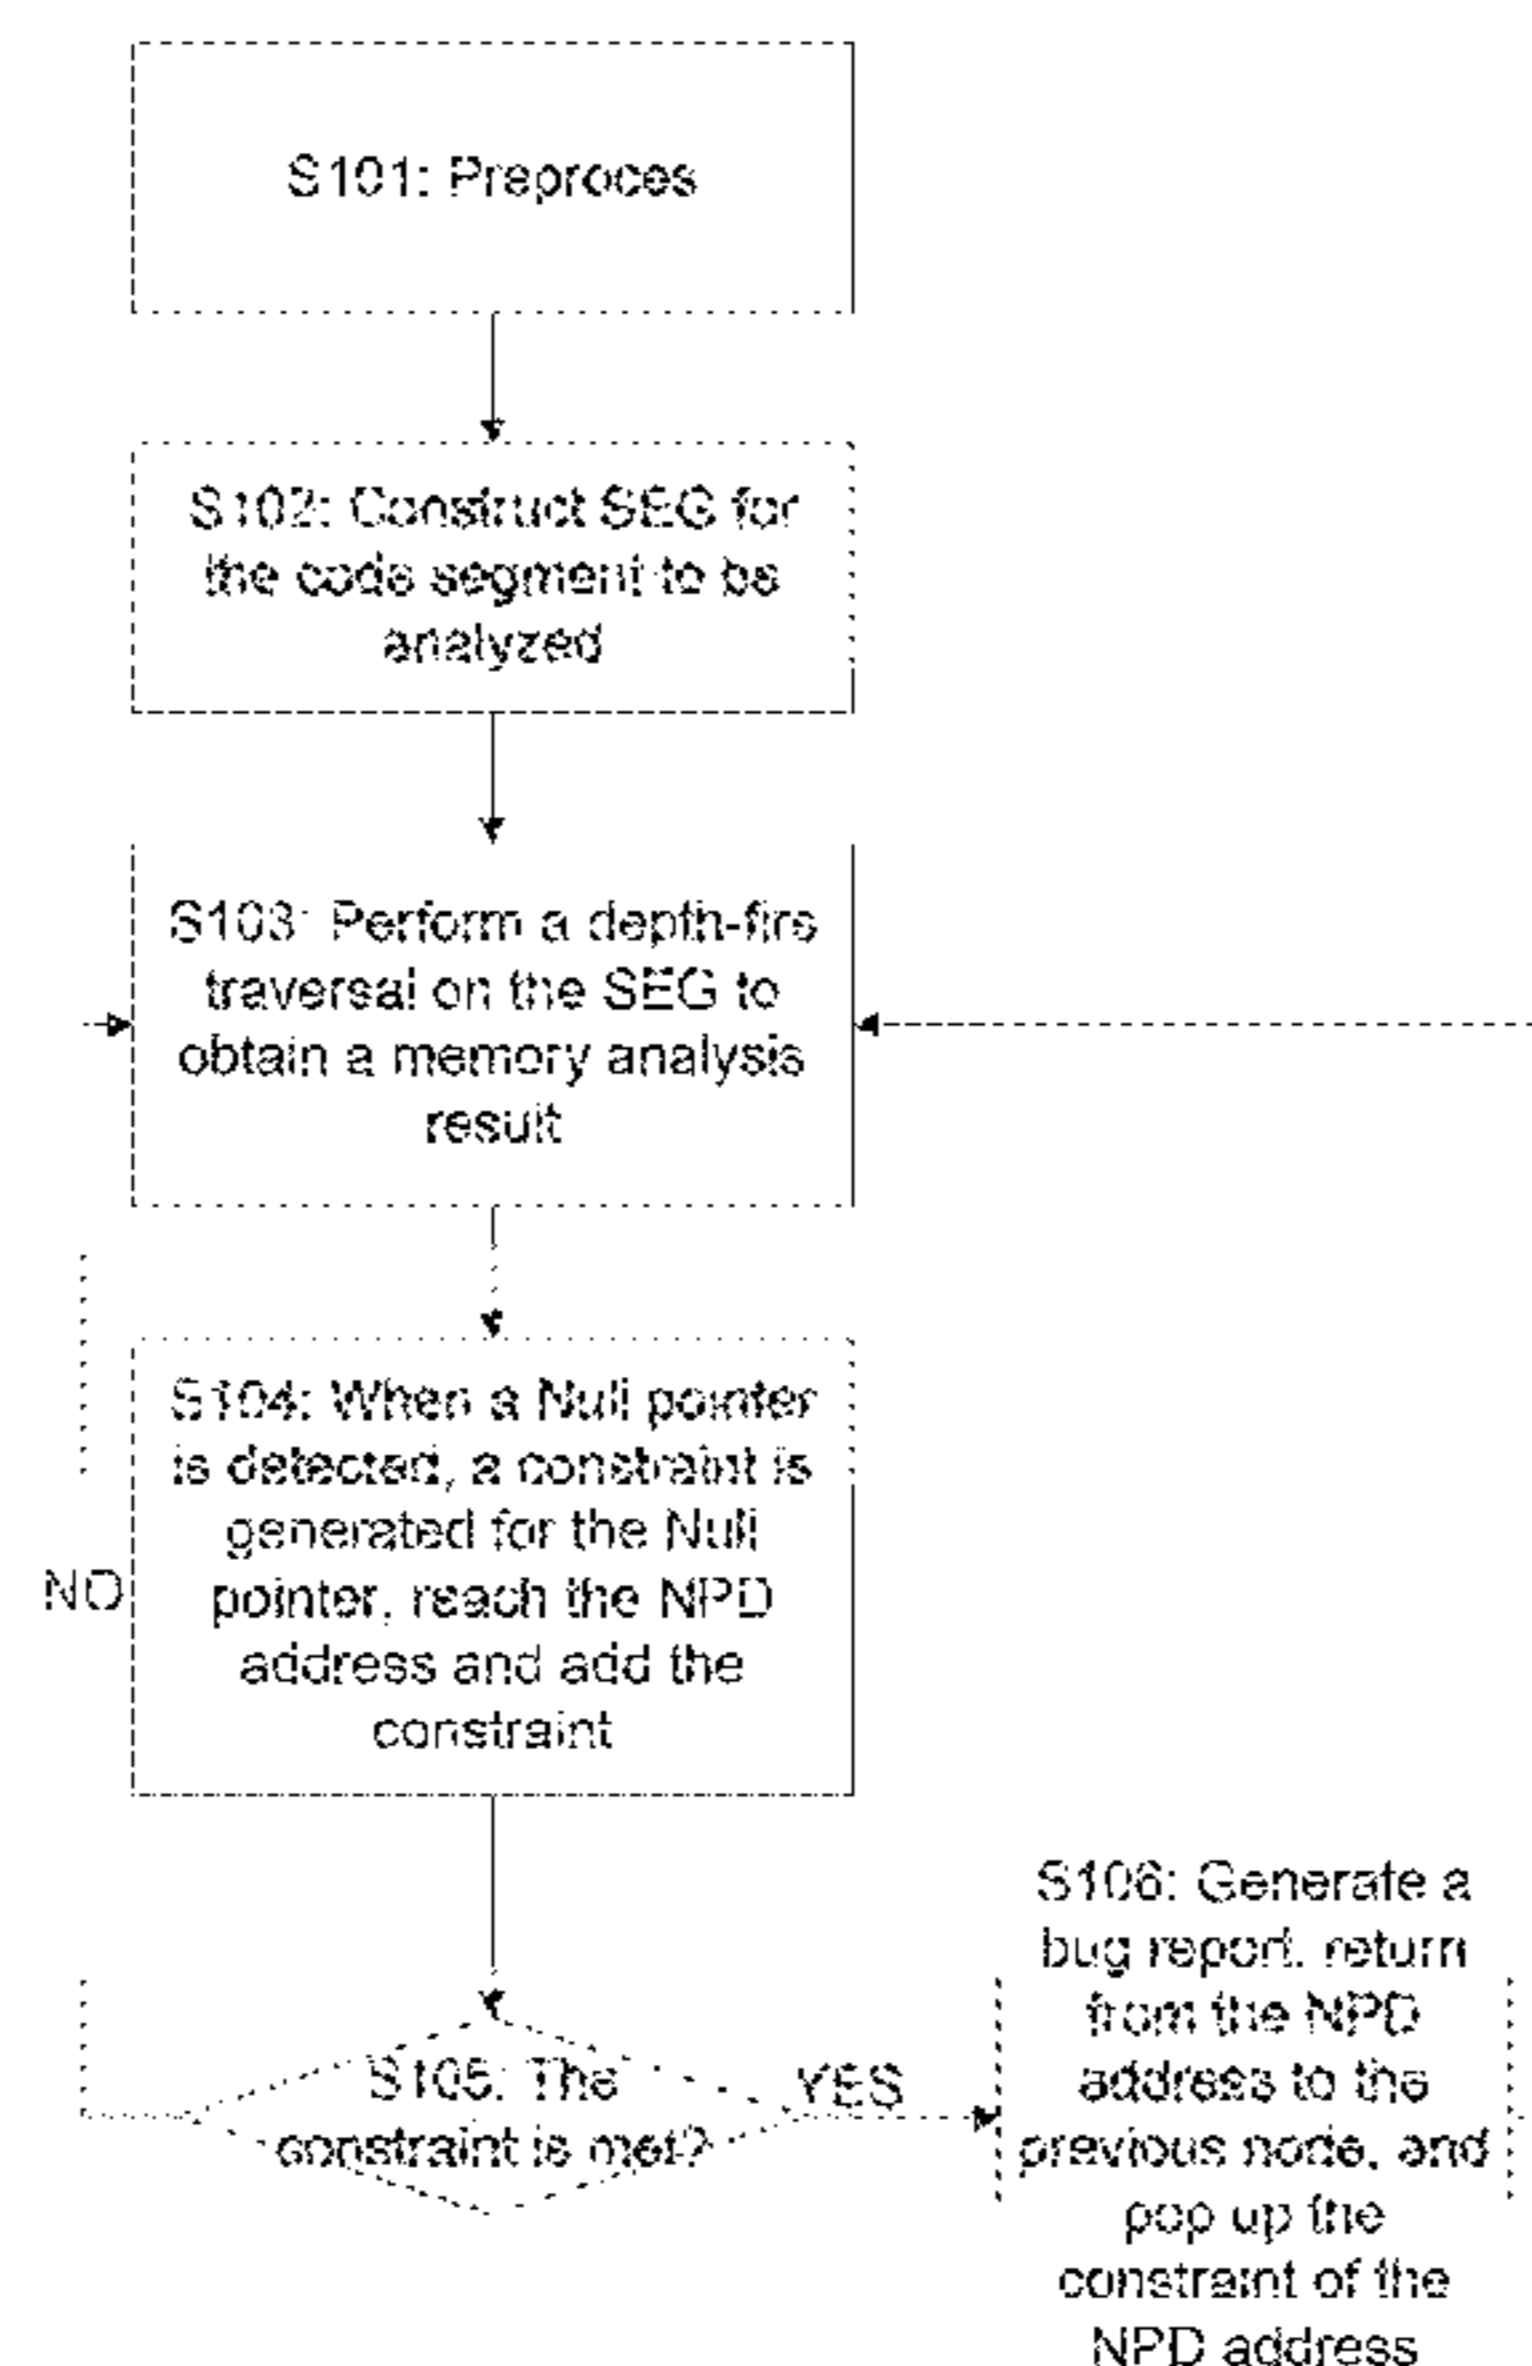 S101: Preproces
S102: Construct SEG for
the code segment to be
analyzed
S103: Perform a depth-firs
traversal on the SEG to
obtain a memory analysis
result
S104: When a Null pointer
is detected, a constraint is
generated for the Null
pointer, reach the NPD
address and add the
constraint
NO
S105: The
constraint is met?
YES
S106: Generate a
bug report, return
from the NPD
address to the
previous node, and
pop up the
constraint of the
NPD address